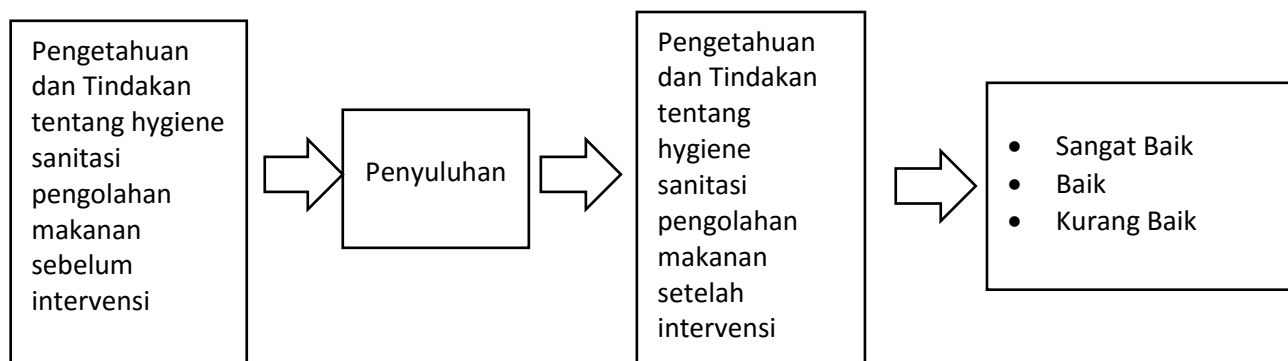 Pengetahuan
dan Tindakan
tentang hygiene
sanitasi
pengolahan
makanan
sebelum
intervensi
Penyuluhan
Pengetahuan
dan Tindakan
tentang
hygiene
sanitasi
pengolahan
makanan
setelah
intervensi
• Sangat Baik
• Baik
• Kurang Baik